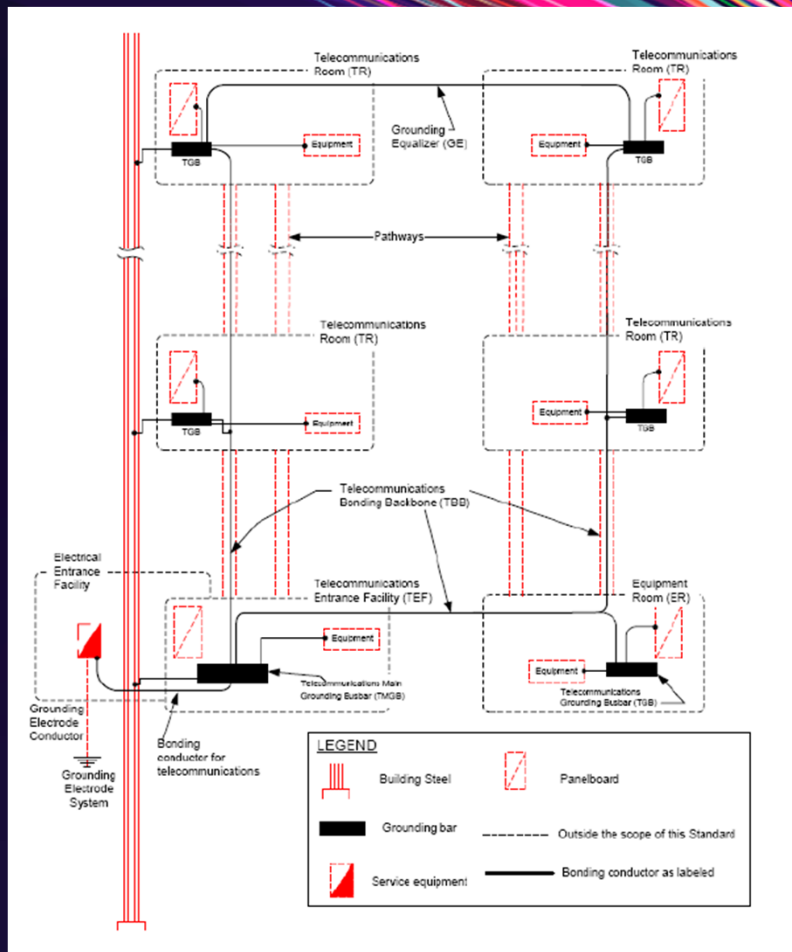 Telecommunications
Room (TR)
Telecommunications
Room (TR)
Grounding
Equalizer (GE)
Equipment
Equipment
TGB
TGB
Pathways
Telecommunications
Room (TR)
Telecommunications
Room (TR)
Equipment
Equipment
TGB
TGB
Telecommunications
Bonding Backbone (TBB)
Electrical
Entrance
Facility
Telecommunications
Entrance Facility (TEF)
Equipment
Room (ER)
Equipment
Equipment
Telecommunications Main
Grounding Busbar (TMGB)
Telecommunications
Grounding Busbar (TGB)
Grounding
Electrode
Conductor
Bonding
conductor for
telecommunications
Grounding
Electrode
System
LEGEND
Building Steel
Panelboard
Grounding bar
Outside the scope of this Standard
Service equipment
Bonding conductor as labeled